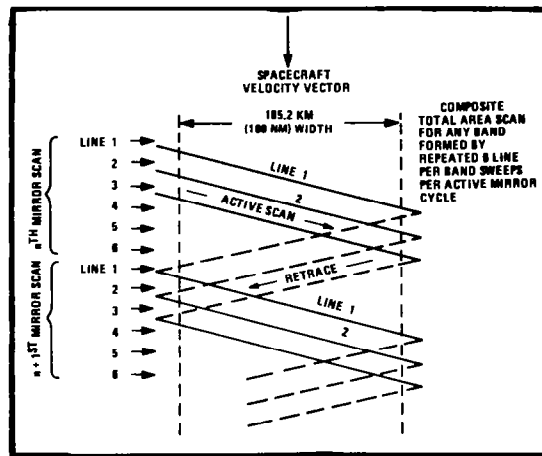 SPACECRAFT
VELOCITY VECTOR
185.2 KM
(100 NM) WIDTH
COMPOSITE
TOTAL AREA SCAN
FOR ANY BAND
FORMED BY
REPEATED 6 LINE
PER BAND SWEEPS
PER ACTIVE MIRROR
CYCLE
nTH MIRROR SCAN
LINE 1
2
3
4
5
6
LINE 1
2
ACTIVE SCAN
RETRACE
n + 1ST MIRROR SCAN
LINE 1
2
3
4
5
6
LINE 1
2